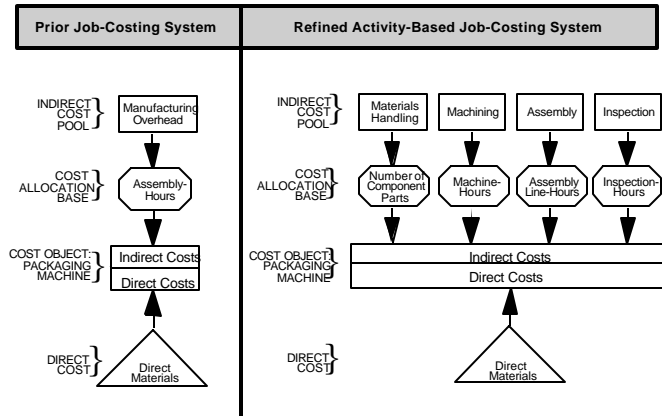 Prior Job-Costing System
Refined Activity-Based Job-Costing System
INDIRECT
COST
POOL
Manufacturing
Overhead
COST
ALLOCATION
BASE
Assembly-
Hours
COST OBJECT:
PACKAGING
MACHINE
Indirect Costs
Direct Costs
DIRECT
COST
Direct
Materials
INDIRECT
COST
POOL
Materials
Handling
Machining
Assembly
Inspection
COST
ALLOCATION
BASE
Number of
Component
Parts
Machine-
Hours
Assembly
Line-Hours
Inspection-
Hours
COST OBJECT:
PACKAGING
MACHINE
Indirect Costs
Direct Costs
DIRECT
COST
Direct
Materials